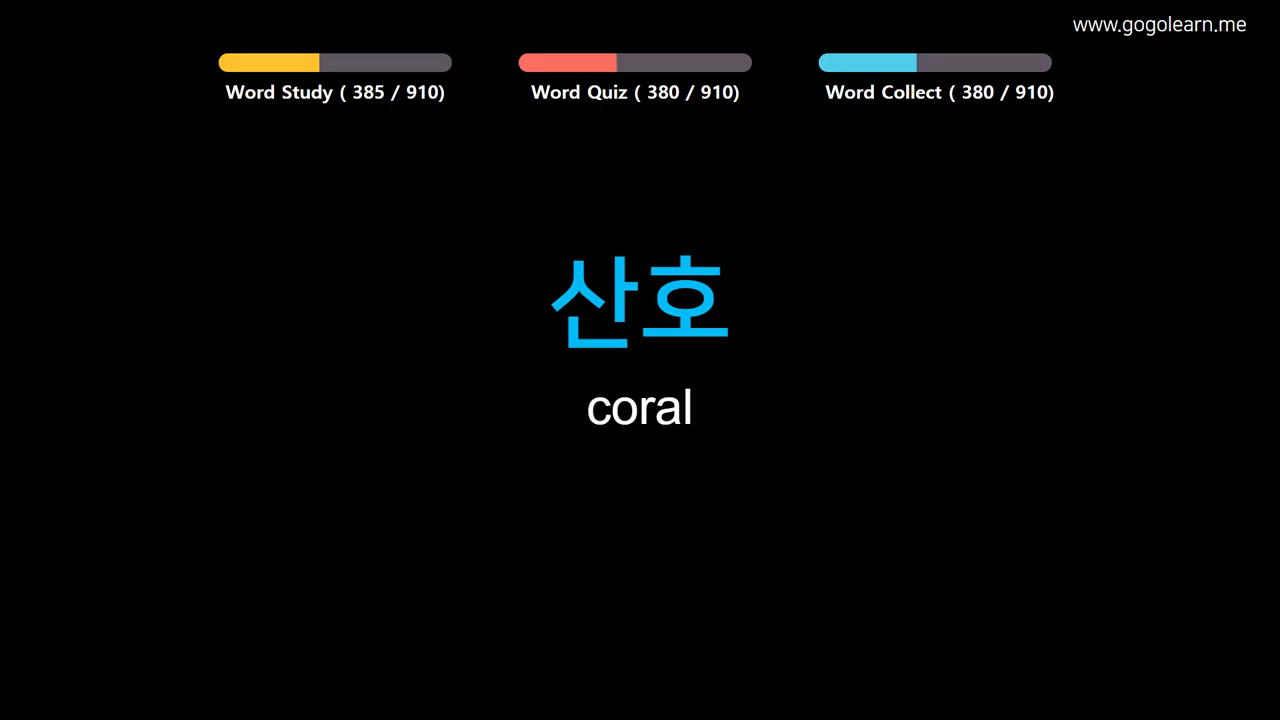 www.gogolearn.me
Word Study ( 385 / 910)
Word Quiz ( 380 / 910)
Word Collect ( 380 / 910)
산호
coral